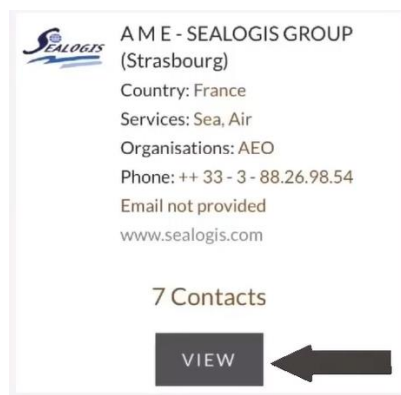 SEALOGIS
A M E - SEALOGIS GROUP
(Strasbourg)
Country: France
Services: Sea, Air
Organisations: AEO
Phone: ++ 33 - 3 - 88.26.98.54
Email not provided
www.sealogis.com
7 Contacts
VIEW